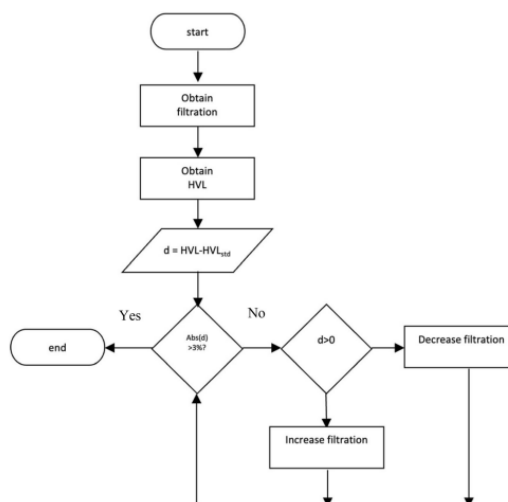 start
Obtain
filtration
Obtain
HVL
d = HVL-HVLstd
Yes
No
end
Abs(d)
>3%?
d>0
Decrease filtration
Increase filtration